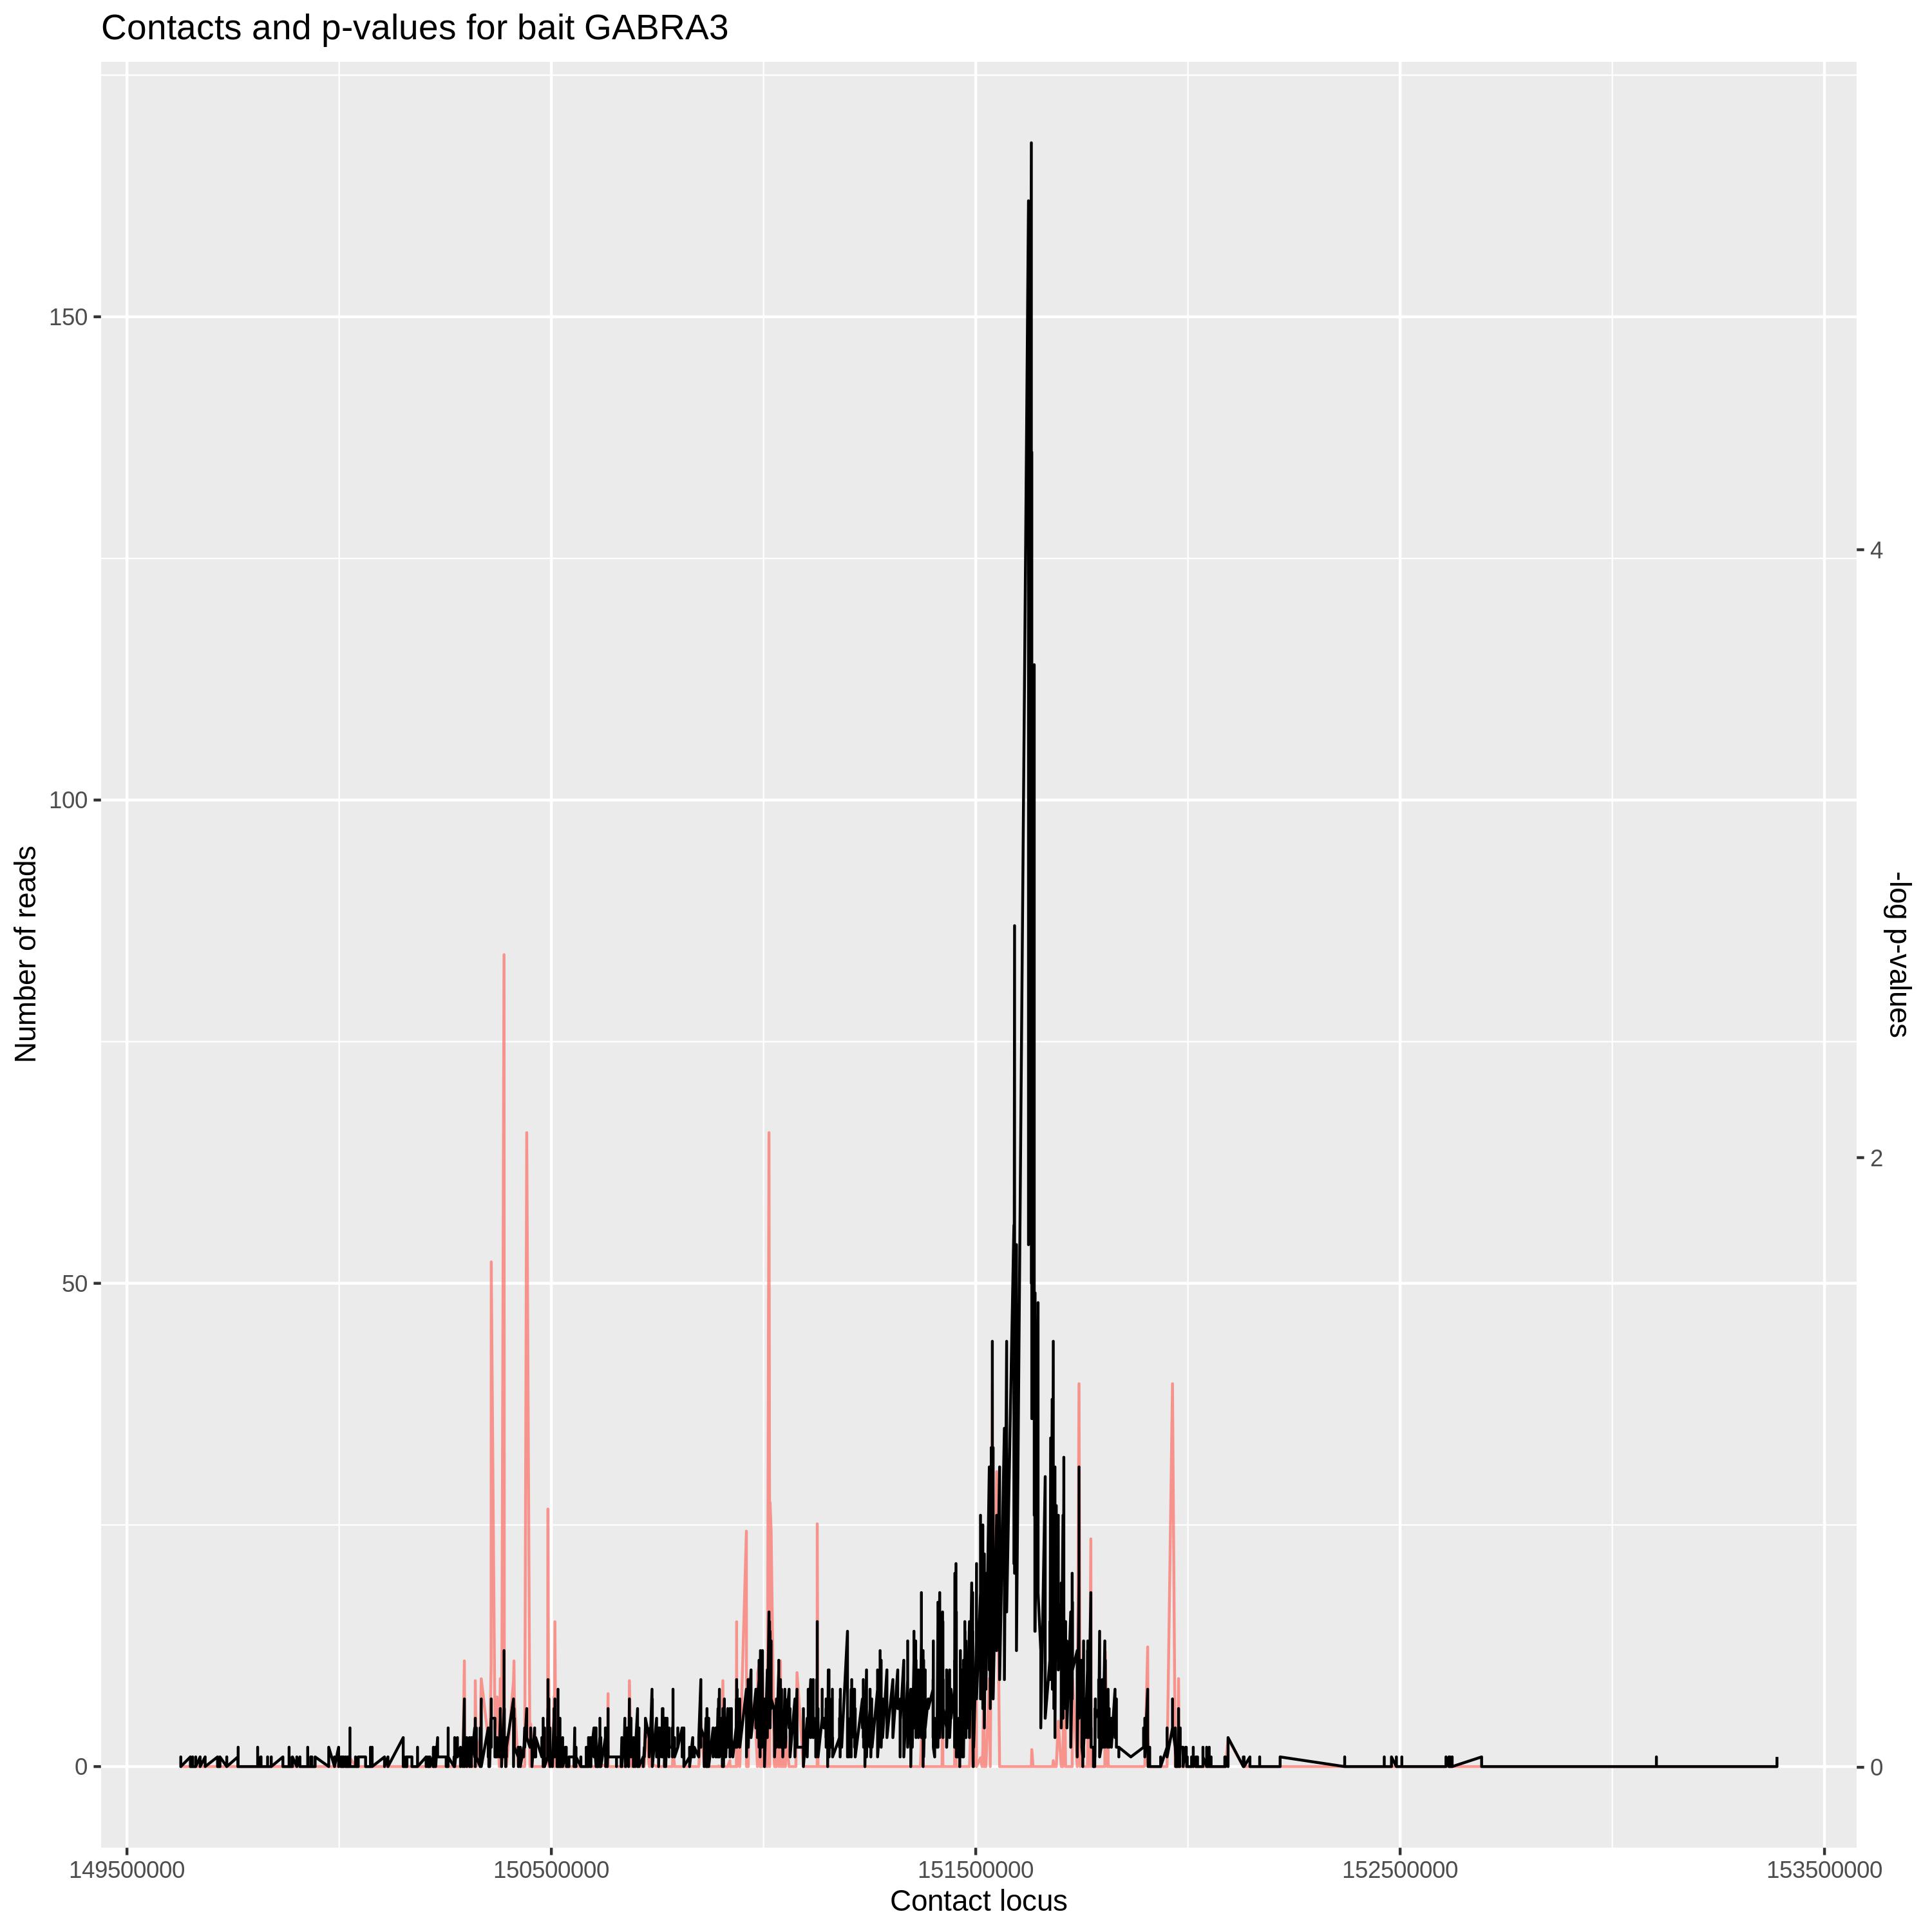 Contacts and p-values for bait GABRA3
Number of reads
150
100
50
0
4
2
0
-log p-values
149500000 150500000 151500000 152500000 153500000
Contact locus